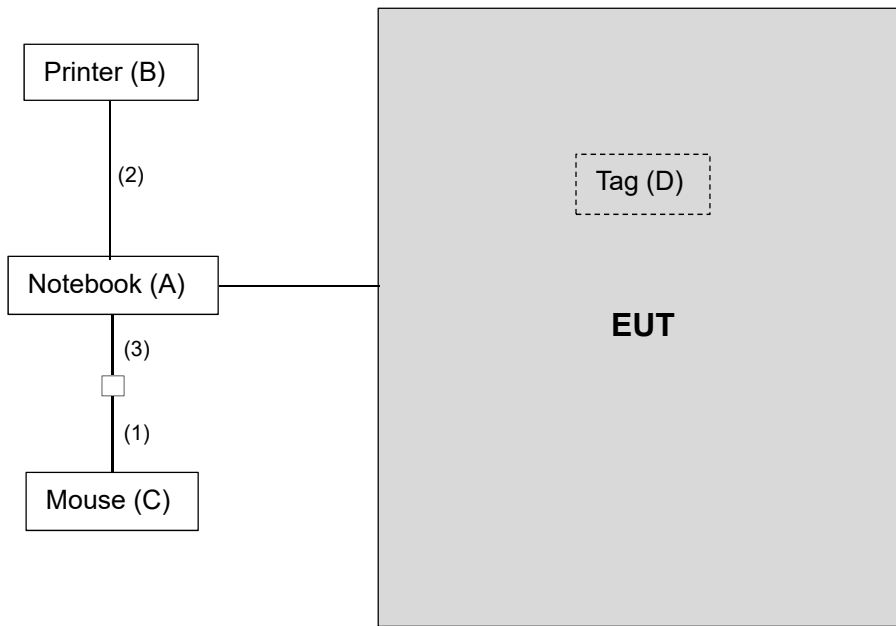 Printer (B)
(2)
Tag (D)
Notebook (A)
EUT
(3)
(1)
Mouse (C)